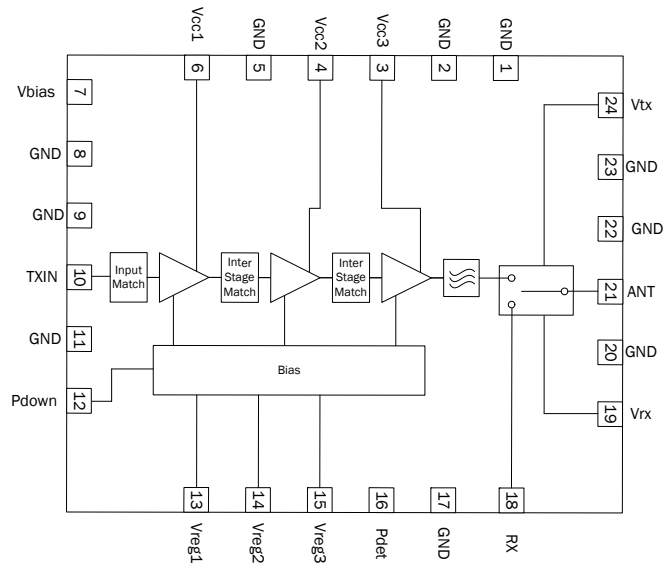 Vcc1
GND
Vcc2
Vcc3
GND
GND
6
5
4
3
2
1
Vbias
7
24
Vtx
GND
8
23
GND
GND
9
22
GND
TXIN
10
Input
Match
Inter
Stage
Match
Inter
Stage
Match
21
ANT
GND
11
20
GND
Bias
Pdown
12
19
Vrx
13
14
15
16
17
18
Vreg1
Vreg2
Vreg3
Pdet
GND
RX